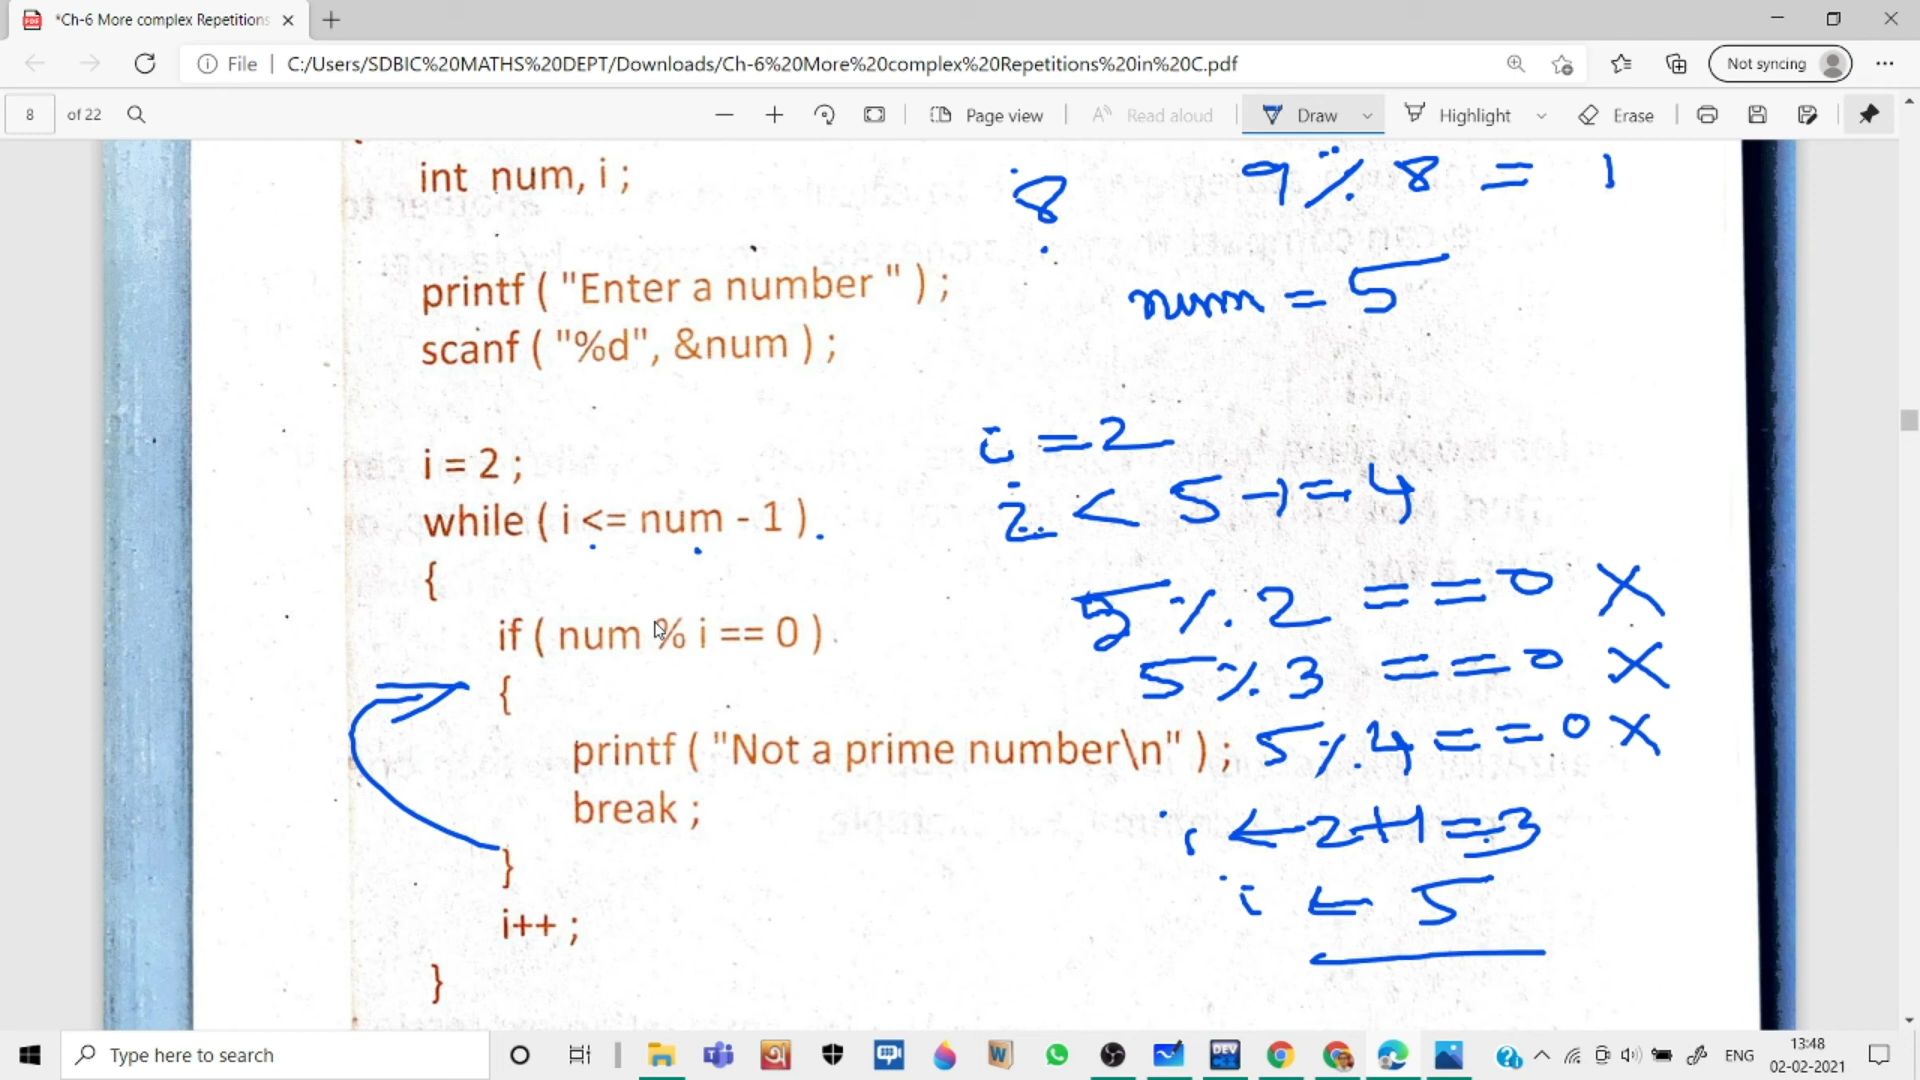 *Ch-6 More complex Repetitions
File
C:/Users/SDBIC%20MATHS%20DEPT/Downloads/Ch-6%20More%20complex%20Repetitions%20in%20C.pdf
Not syncing
8 of 22
Page view
Read aloud
Draw
Highlight
Erase
int num, i ;
8
9 % 8 = 1
printf ( "Enter a number " ) ;
num = 5
scanf ( "%d", &num ) ;
i = 2 ;
i = 2
while ( i <= num - 1 )
2 < 5 - 1 = 4
{
5 % 2 == 0 X
if ( num % i == 0 )
5 % 3 == 0 X
{
printf ( "Not a prime number\n" ) ;
5 % 4 == 0 X
break ;
i ← 2+1 = 3
}
i ← 5
i++ ;
}
Type here to search
DEV
ENG
13:48
02-02-2021